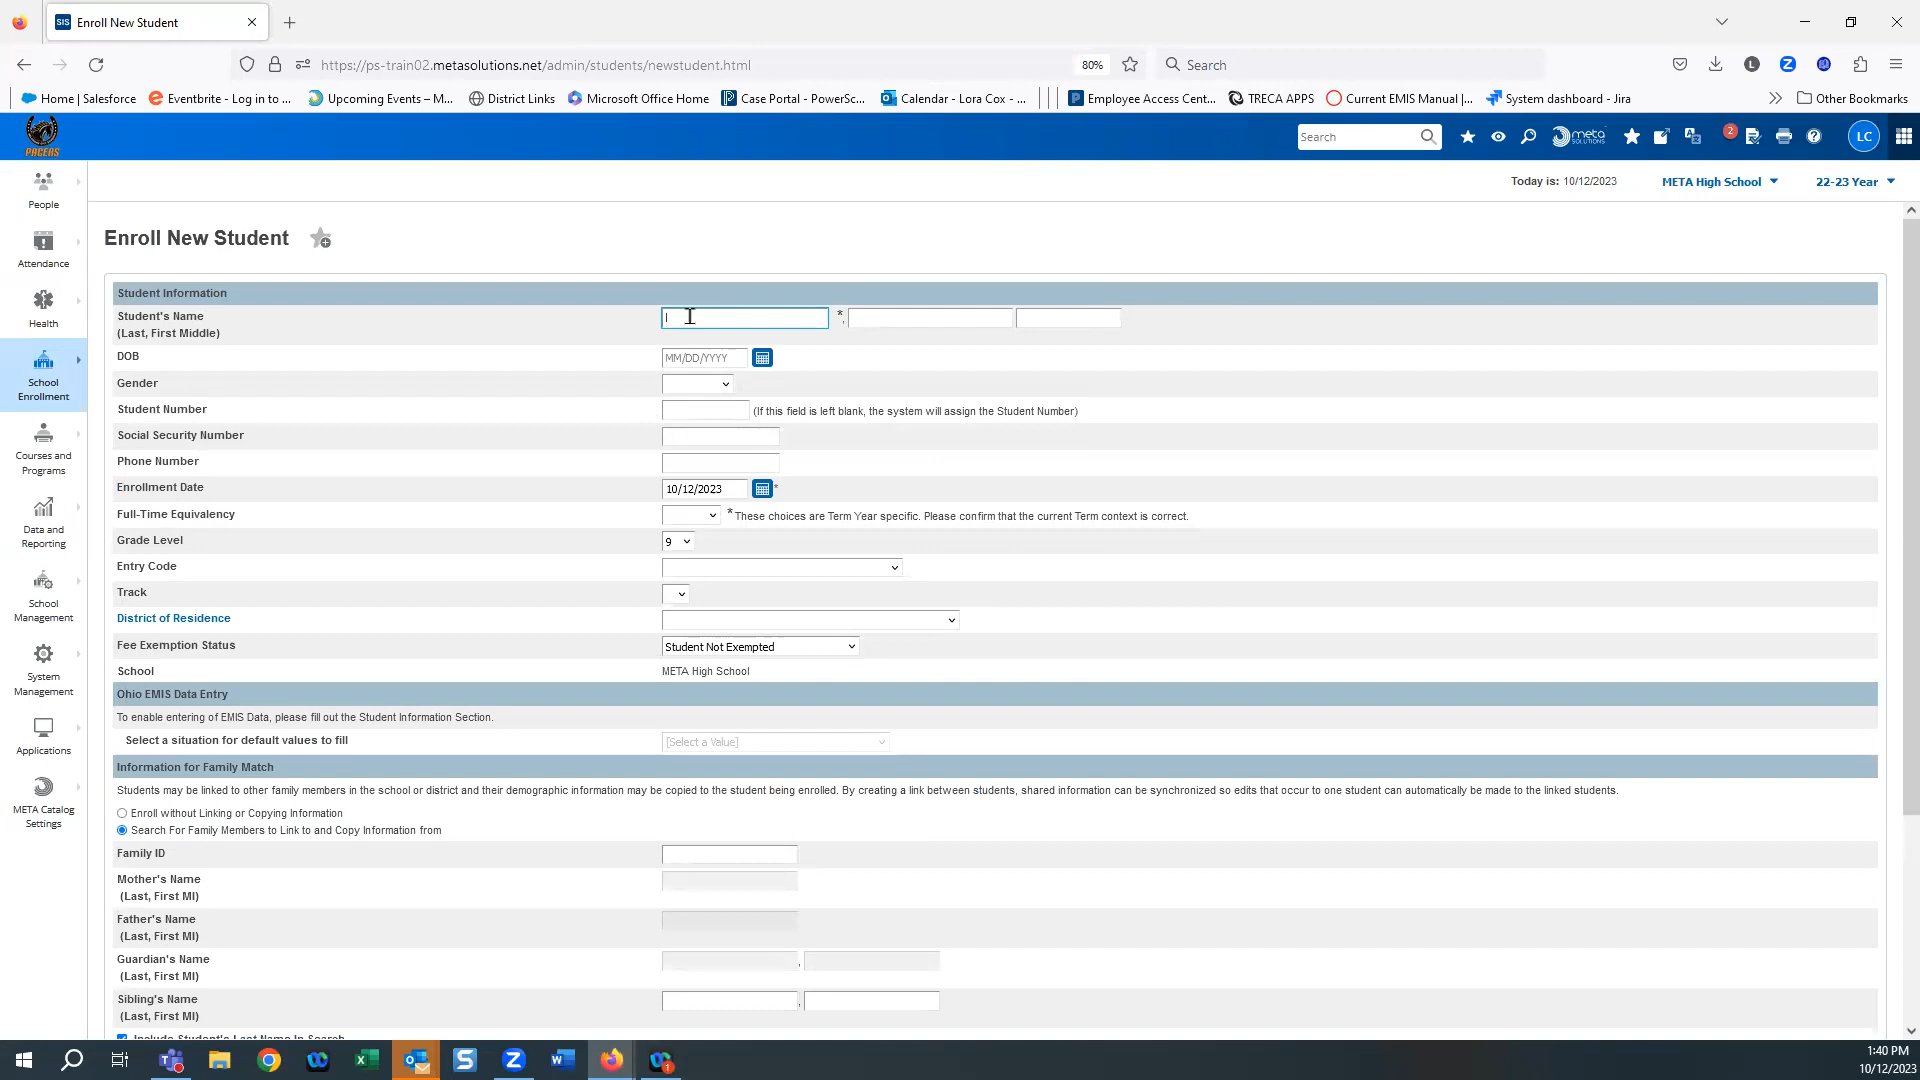 SIS Enroll New Student
https://ps-train02.metasolutions.net/admin/students/newstudent.html
80%
Search
L
Z
Home | Salesforce
Eventbrite - Log in to ...
Upcoming Events – M...
District Links
Microsoft Office Home
Case Portal - PowerSc...
Calendar - Lora Cox - ...
Employee Access Cent...
TRECA APPS
Current EMIS Manual |...
System dashboard - Jira
Other Bookmarks
PACERS
Search
meta
SOLUTIONS
2
LC
Today is: 10/12/2023
META High School
22-23 Year
People
Attendance
Health
School
Enrollment
Courses and
Programs
Data and
Reporting
School
Management
System
Management
Applications
META Catalog
Settings
Enroll New Student
Student Information
Student's Name
(Last, First Middle)
*,
DOB
MM/DD/YYYY
Gender
Student Number
(If this field is left blank, the system will assign the Student Number)
Social Security Number
Phone Number
Enrollment Date
10/12/2023
*
Full-Time Equivalency
* These choices are Term Year specific. Please confirm that the current Term context is correct.
Grade Level
9
Entry Code
Track
District of Residence
Fee Exemption Status
Student Not Exempted
School
META High School
Ohio EMIS Data Entry
To enable entering of EMIS Data, please fill out the Student Information Section.
Select a situation for default values to fill
[Select a Value]
Information for Family Match
Students may be linked to other family members in the school or district and their demographic information may be copied to the student being enrolled. By creating a link between students, shared information can be synchronized so edits that occur to one student can automatically be made to the linked students.
Enroll without Linking or Copying Information
Search For Family Members to Link to and Copy Information from
Family ID
Mother's Name
(Last, First MI)
Father's Name
(Last, First MI)
Guardian's Name
(Last, First MI)
,
Sibling's Name
(Last, First MI)
,
Include Student's Last Name In Search
1:40 PM
10/12/2023